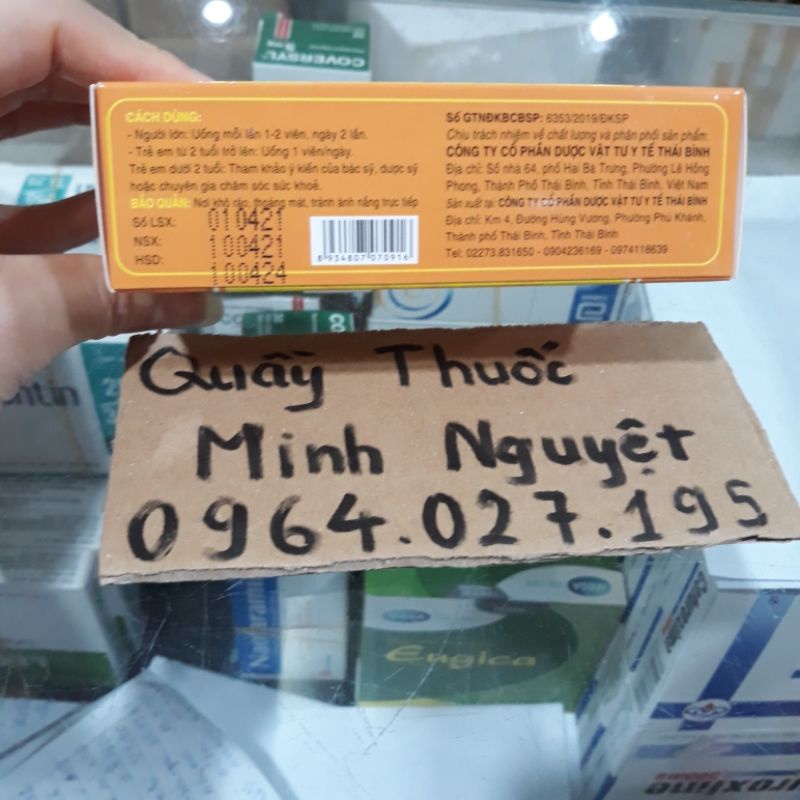 COVERSAL
CÁCH DÙNG:
- Người lớn: Uống mỗi lần 1-2 viên, ngày 2 lần.
- Trẻ em từ 2 tuổi trở lên: Uống 1 viên/ngày.
Trẻ em dưới 2 tuổi: Tham khảo ý kiến của bác sỹ, dược sỹ
hoặc chuyên gia chăm sóc sức khoẻ.
BẢO QUẢN: Nơi khô ráo, thoáng mát, tránh ánh nắng trực tiếp
Số LSX: 010421
NSX: 100421
HSD: 100424
8 934807 070916
Số GTNĐKBCBSP: 6353/2019/ĐKSP
Chịu trách nhiệm về chất lượng và phân phối sản phẩm:
CÔNG TY CỔ PHẦN DƯỢC VẬT TƯ Y TẾ THÁI BÌNH
Địa chỉ: Số nhà 64, phố Hai Bà Trưng, Phường Lê Hồng
Phong, Thành Phố Thái Bình, Tỉnh Thái Bình, Việt Nam
Sản xuất tại: CÔNG TY CỔ PHẦN DƯỢC VẬT TƯ Y TẾ THÁI BÌNH
Địa chỉ: Km 4, Đường Hùng Vương, Phường Phú Khánh,
Thành phố Thái Bình, Tỉnh Thái Bình
Tel: 02273.831650 - 0904236169 - 0974118639
Quầy Thuốc
Minh Nguyệt
0964.027.195
Eugica